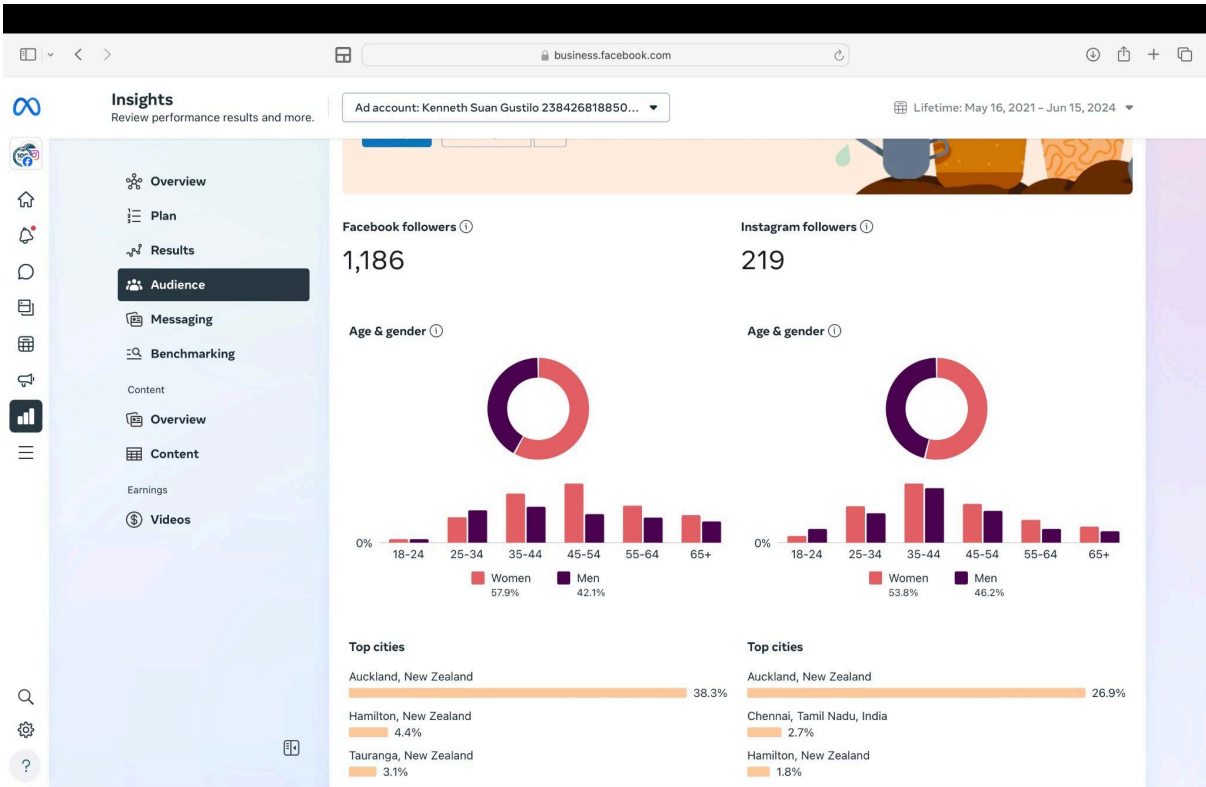 business.facebook.com
Insights
Review performance results and more.
Ad account: Kenneth Suan Gustilo 238426818850...
Lifetime: May 16, 2021 – Jun 15, 2024
Overview
Plan
Results
Audience
Messaging
Benchmarking
Content
Overview
Content
Earnings
Videos
Facebook followers
1,186
Age & gender
0%
18-24 25-34 35-44 45-54 55-64 65+
Women Men
57.9% 42.1%
Top cities
Auckland, New Zealand
38.3%
Hamilton, New Zealand
4.4%
Tauranga, New Zealand
3.1%
Instagram followers
219
Age & gender
0%
18-24 25-34 35-44 45-54 55-64 65+
Women Men
53.8% 46.2%
Top cities
Auckland, New Zealand
26.9%
Chennai, Tamil Nadu, India
2.7%
Hamilton, New Zealand
1.8%